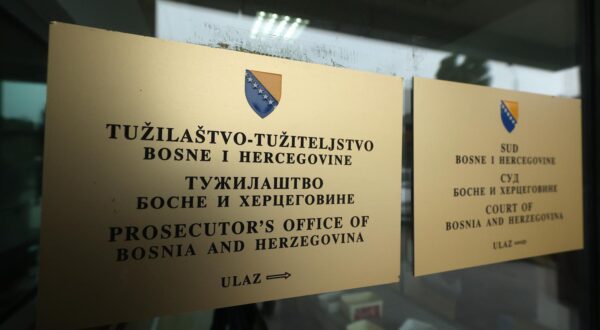 TUŽILAŠTVO-TUŽITELJSTVO
BOSNE I HERCEGOVINE
ТУЖИЛАШТВО
БОСНЕ И ХЕРЦЕГОВИНЕ
PROSECUTOR'S OFFICE OF
BOSNIA AND HERZEGOVINA
ULAZ ⇨
SUD
BOSNE I HERCEGOVINE
СУД
БОСНЕ И ХЕРЦЕГОВИНЕ
COURT OF
BOSNIA AND HERZEGOVINA
ULAZ ⇨